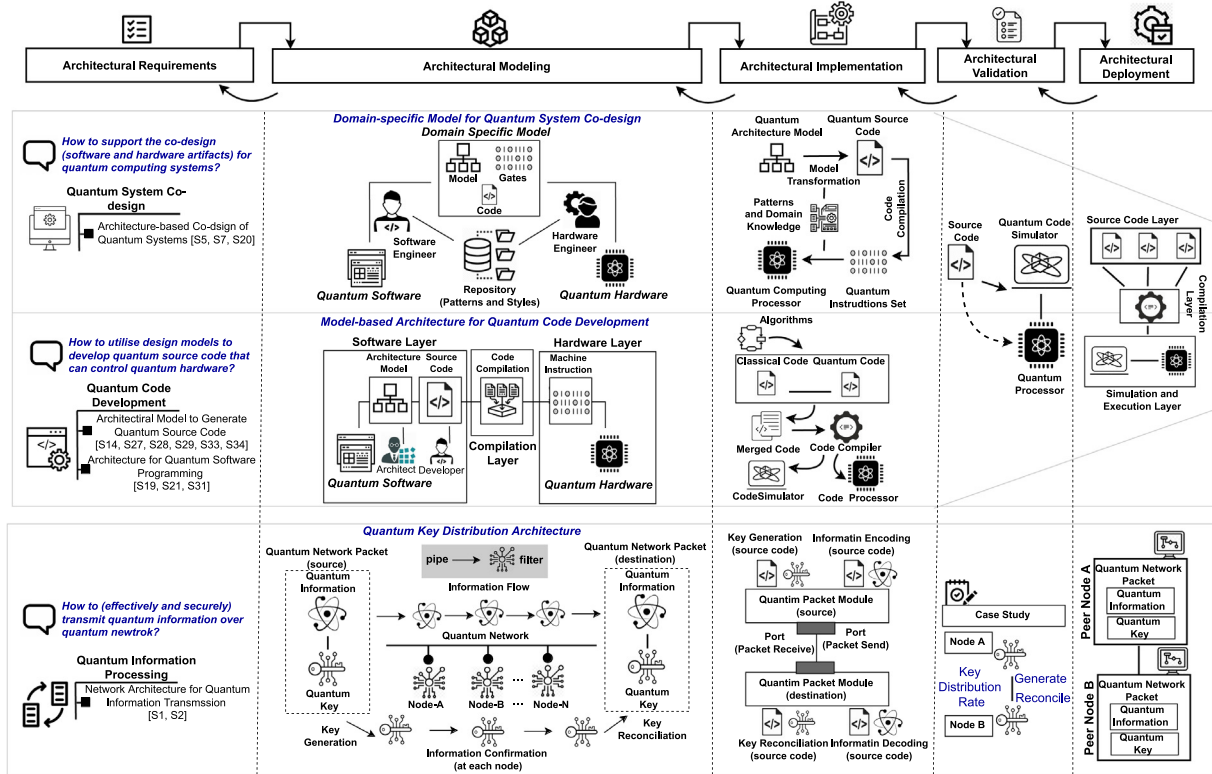 Architectural Requirements
Architectural Modeling
Architectural Implementation
Architectural
Validation
Architectural
Deployment
How to support the co-design
(software and hardware artifacts) for
quantum computing systems?
Quantum System Co-
design
Architecture-based Co-dsign of
Quantum Systems [S5, S7, S20]
Domain-specific Model for Quantum System Co-design
Domain Specific Model
Model
Gates
Code
Software
Engineer
Hardware
Engineer
Repository
(Patterns and Styles)
Quantum Software
Quantum Hardware
Quantum
Architecture Model
Quantum Source
Code
Model
Transformation
Code
Compilation
Patterns and
Domain
Knowledge
Quantum Computing
Processor
Quantum
Instrudtions Set
Source
Code
Quantum Code
Simulator
Quantum
Processor
Source Code Layer
Compilation
Layer
Simulation and
Execution Layer
How to utilise design models to
develop quantum source code that
can control quantum hardware?
Quantum Code
Development
Architectiral Model to Generate
Quantum Source Code
[S14, S27, S28, S29, S33, S34]
Architecture for Quantum Software
Programming
[S19, S21, S31]
Model-based Architecture for Quantum Code Development
Software Layer
Hardware Layer
Architecture
Model
Source
Code
Code
Compilation
Machine
Instruction
Architect
Developer
Compilation
Layer
Quantum Software
Quantum Hardware
Algorithms
Classical Code
Quantum Code
Merged Code
Code Compiler
CodeSimulator
Code Processor
How to (effectively and securely)
transmit quantum information over
quantum newtrok?
Quantum Information
Processing
Network Architecture for Quantum
Information Transmssion
[S1, S2]
Quantum Key Distribution Architecture
Quantum Network Packet
(source)
pipe
filter
Quantum Network Packet
(destination)
Quantum
Information
Information Flow
Quantum
Information
Quantum Network
Quantum
Key
Node-A
Node-B
...
Node-N
Quantum
Key
Key
Generation
Information Confirmation
(at each node)
Key
Reconciliation
Key Generation
(source code)
Informatin Encoding
(source code)
Quantim Packet Module
(source)
Port
(Packet Receive)
Port
(Packet Send)
Quantim Packet Module
(destination)
Key Reconciliation
(source code)
Informatin Decoding
(source code)
Case Study
Node A
Key
Distribution
Rate
Generate
Reconcile
Node B
Peer Node A
Quantum Network
Packet
Quantum
Information
Quantum
Key
Peer Node B
Quantum Network
Packet
Quantum
Information
Quantum
Key